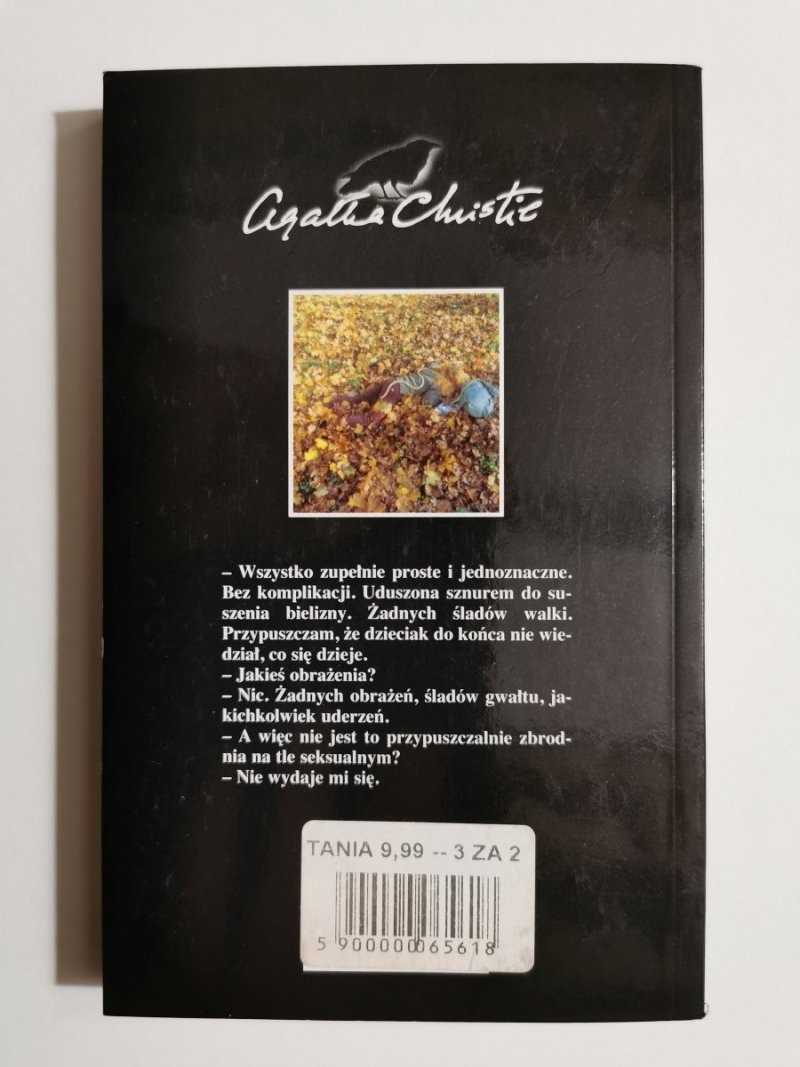 Agatha Christie
– Wszystko zupełnie proste i jednoznaczne.
Bez komplikacji. Uduszona sznurem do su-
szenia bielizny. Żadnych śladów walki.
Przypuszczam, że dzieciak do końca nie wie-
dział, co się dzieje.
– Jakieś obrażenia?
– Nic. Żadnych obrażeń, śladów gwałtu, ja-
kichkolwiek uderzeń.
– A więc nie jest to przypuszczalnie zbrod-
nia na tle seksualnym?
– Nie wydaje mi się.
TANIA 9,99 -- 3 ZA 2
5 900000 065618